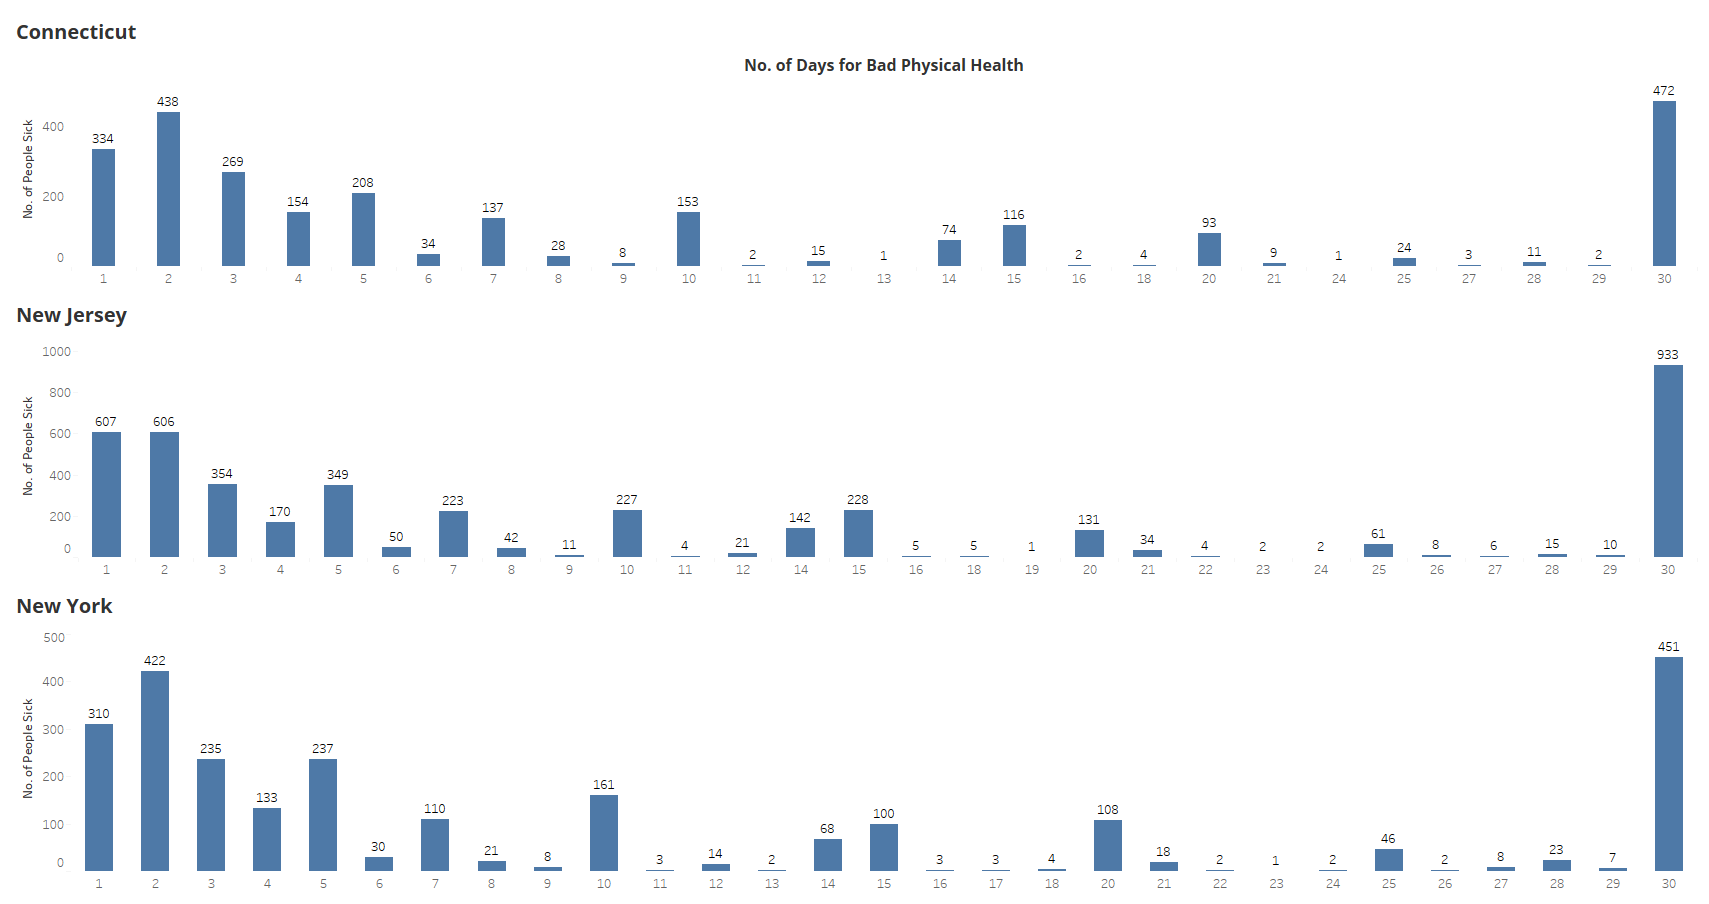 Connecticut
No. of Days for Bad Physical Health
No. of People Sick
400
200
0
334 438 269 154 208 34 137 28 8 153 2 15 1 74 116 2 4 93 9 1 24 3 11 2 472
1 2 3 4 5 6 7 8 9 10 11 12 13 14 15 16 18 20 21 24 25 27 28 29 30
New Jersey
No. of People Sick
1000
800
600
400
200
0
607 606 354 170 349 50 223 42 11 227 4 21 142 228 5 5 1 131 34 4 2 2 61 8 6 15 10 933
1 2 3 4 5 6 7 8 9 10 11 12 14 15 16 18 19 20 21 22 23 24 25 26 27 28 29 30
New York
No. of People Sick
500
400
300
200
100
0
310 422 235 133 237 30 110 21 8 161 3 14 2 68 100 3 3 4 108 18 2 1 2 46 2 8 23 7 451
1 2 3 4 5 6 7 8 9 10 11 12 13 14 15 16 17 18 20 21 22 23 24 25 26 27 28 29 30